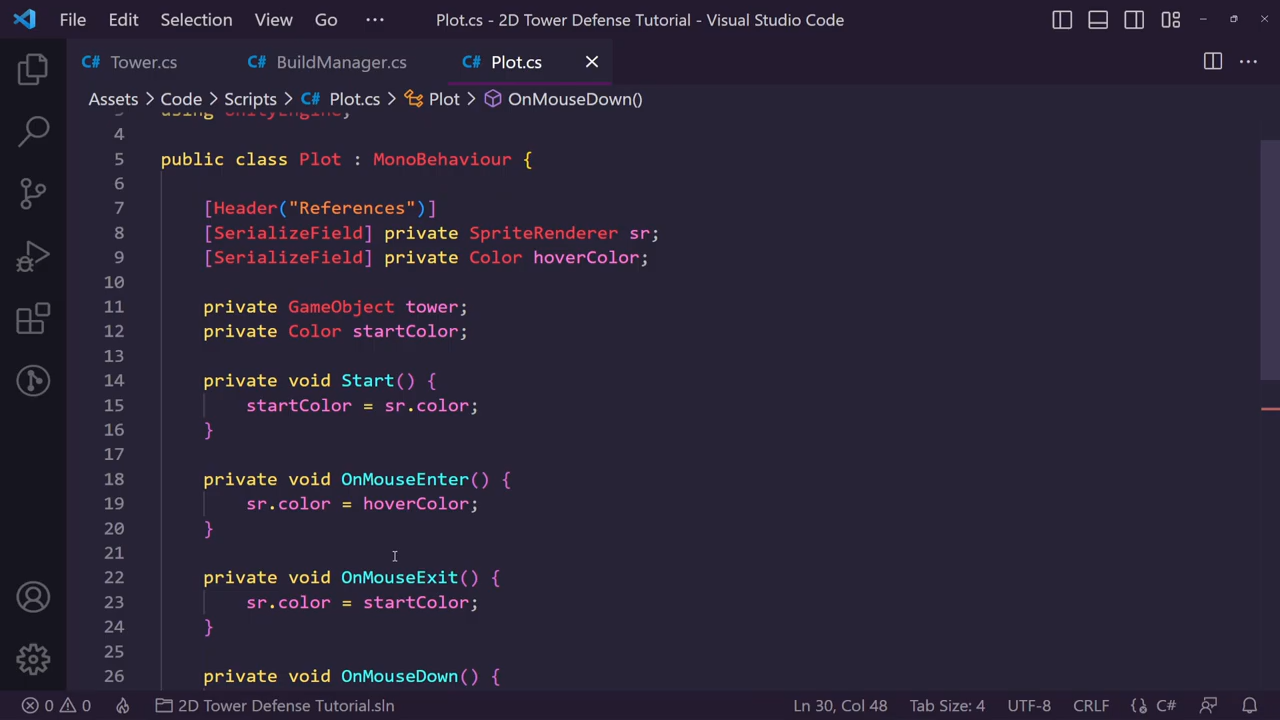 File Edit Selection View Go ··· Plot.cs - 2D Tower Defense Tutorial - Visual Studio Code
C# Tower.cs C# BuildManager.cs C# Plot.cs
Assets > Code > Scripts > C# Plot.cs > Plot > OnMouseDown()
3 using UnityEngine;
4
5 public class Plot : MonoBehaviour {
6
7 [Header("References")]
8 [SerializeField] private SpriteRenderer sr;
9 [SerializeField] private Color hoverColor;
10
11 private GameObject tower;
12 private Color startColor;
13
14 private void Start() {
15 startColor = sr.color;
16 }
17
18 private void OnMouseEnter() {
19 sr.color = hoverColor;
20 }
21
22 private void OnMouseExit() {
23 sr.color = startColor;
24 }
25
26 private void OnMouseDown() {
0 0 2D Tower Defense Tutorial.sln Ln 30, Col 48 Tab Size: 4 UTF-8 CRLF C#